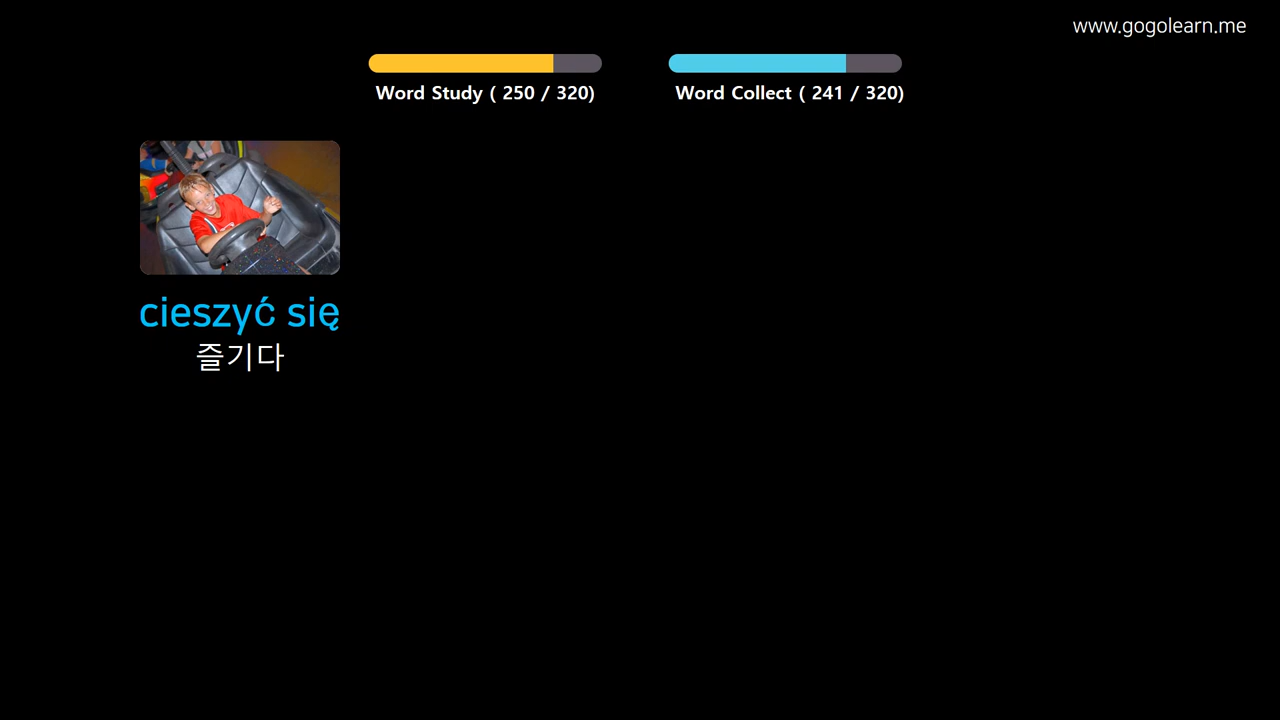 www.gogolearn.me
Word Study ( 250 / 320)
Word Collect ( 241 / 320)
cieszyć się
즐기다